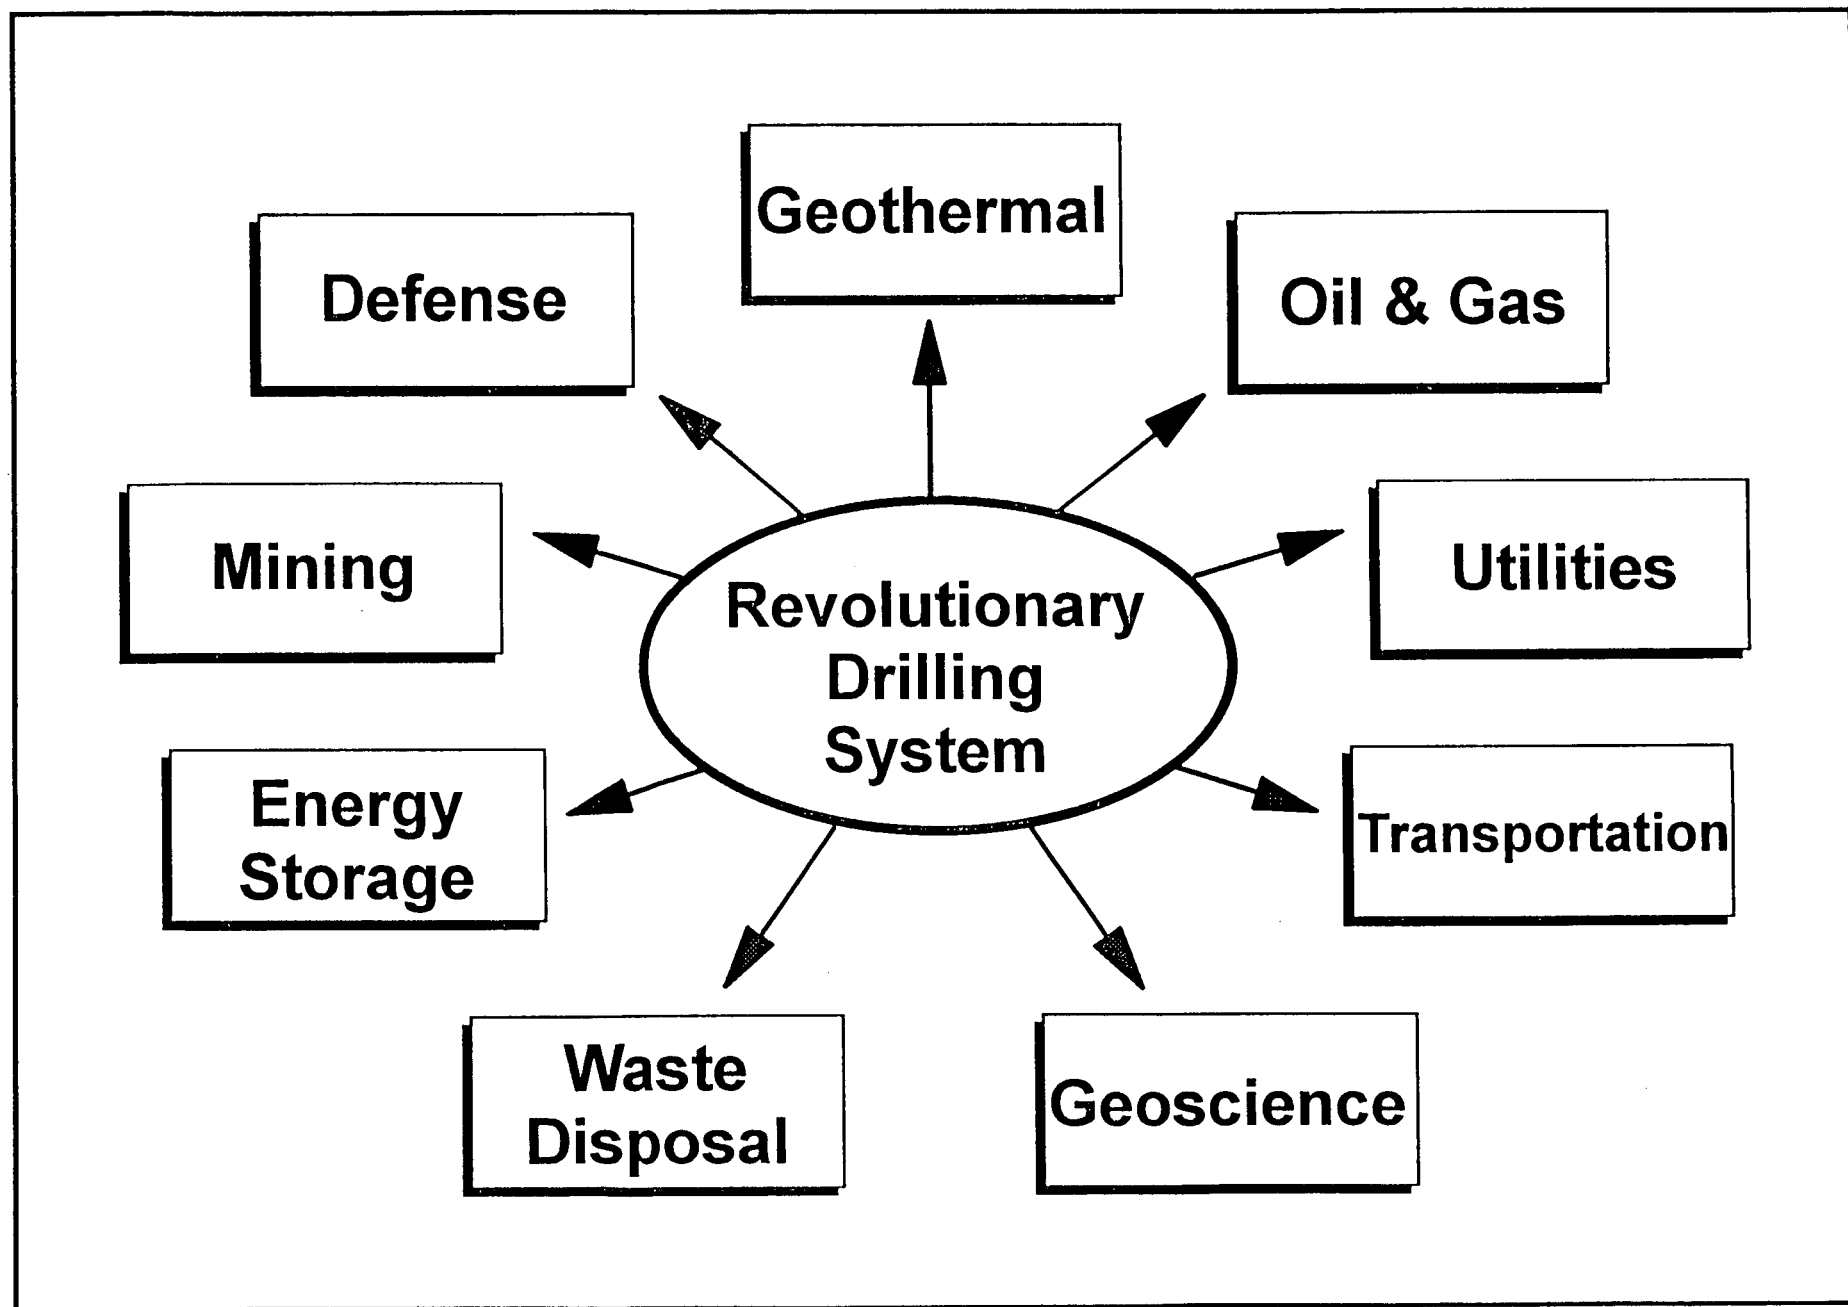 Geothermal
Defense
Oil & Gas
Mining
Utilities
Revolutionary
Drilling
System
Energy
Storage
Transportation
Waste
Disposal
Geoscience